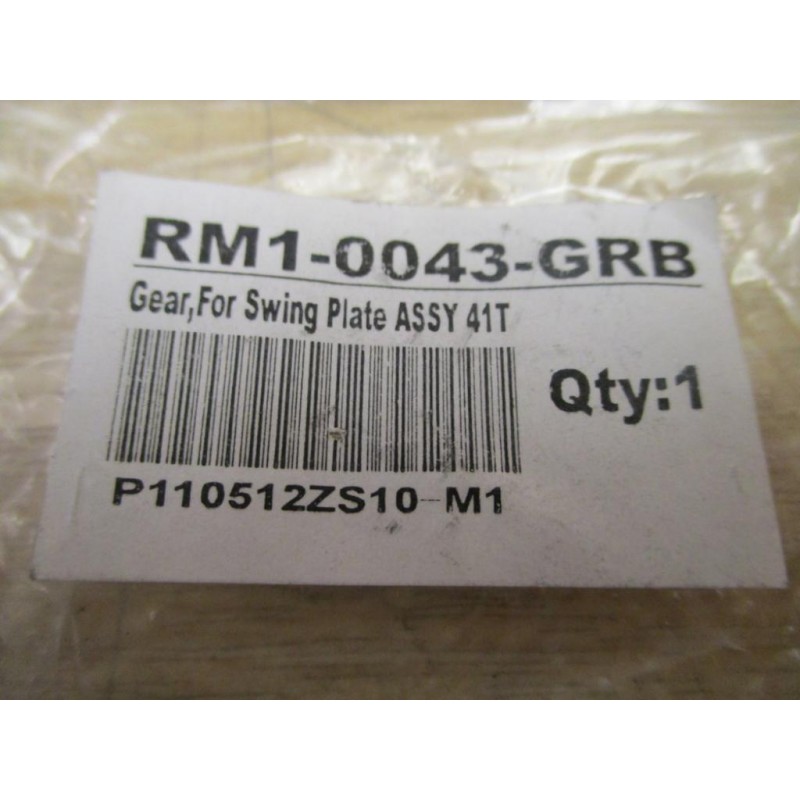 RM1-0043-GRB
Gear,For Swing Plate ASSY 41T
Qty:1
P110512ZS10-M1